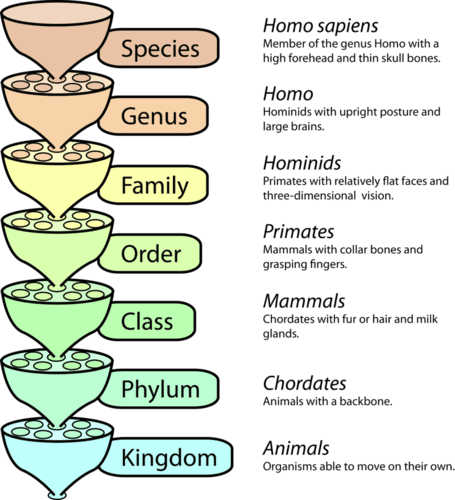 Species
Homo sapiens
Member of the genus Homo with a
high forehead and thin skull bones.
Genus
Homo
Hominids with upright posture and
large brains.
Family
Hominids
Primates with relatively flat faces and
three-dimensional vision.
Order
Primates
Mammals with collar bones and
grasping fingers.
Class
Mammals
Chordates with fur or hair and milk
glands.
Phylum
Chordates
Animals with a backbone.
Kingdom
Animals
Organisms able to move on their own.